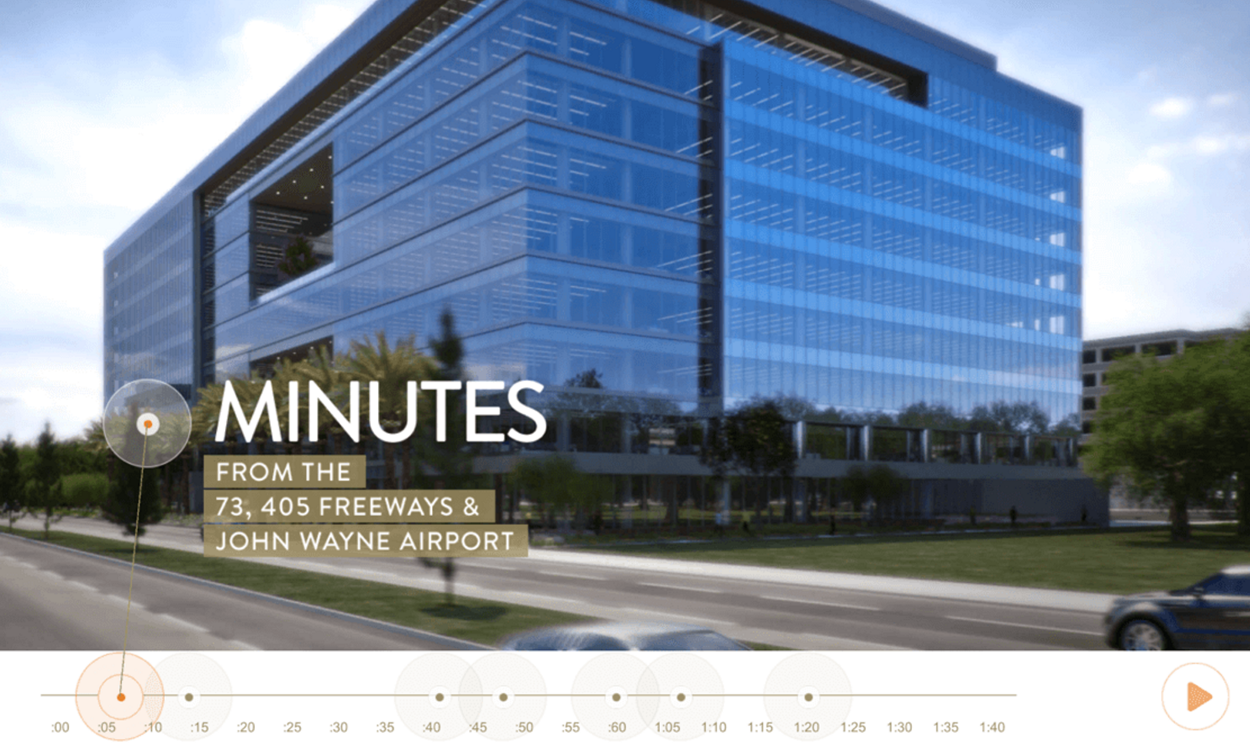 MINUTES
FROM THE
73, 405 FREEWAYS &
JOHN WAYNE AIRPORT
:00 :05 :10 :15 :20 :25 :30 :35 :40 :45 :50 :55 :60 1:05 1:10 1:15 1:20 1:25 1:30 1:35 1:40